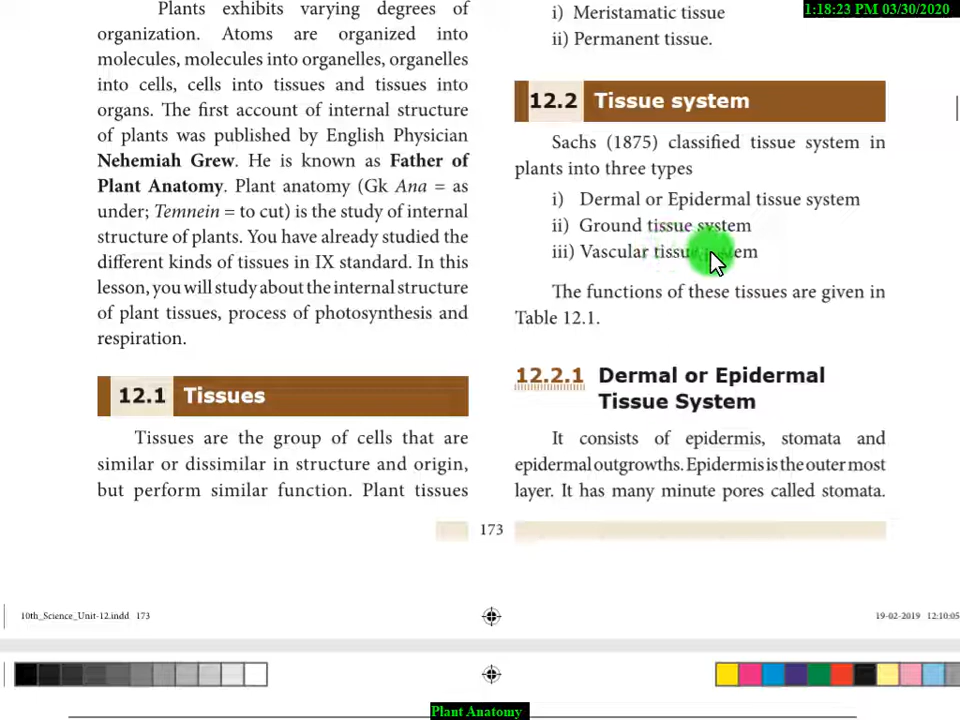 1:18:23 PM 03/30/2020
Plants exhibits varying degrees of
organization. Atoms are organized into
molecules, molecules into organelles, organelles
into cells, cells into tissues and tissues into
organs. The first account of internal structure
of plants was published by English Physician
Nehemiah Grew. He is known as Father of
Plant Anatomy. Plant anatomy (Gk Ana = as
under; Temnein = to cut) is the study of internal
structure of plants. You have already studied the
different kinds of tissues in IX standard. In this
lesson, you will study about the internal structure
of plant tissues, process of photosynthesis and
respiration.
12.1 Tissues
Tissues are the group of cells that are
similar or dissimilar in structure and origin,
but perform similar function. Plant tissues
i) Meristamatic tissue
ii) Permanent tissue.
12.2 Tissue system
Sachs (1875) classified tissue system in
plants into three types
i) Dermal or Epidermal tissue system
ii) Ground tissue system
iii) Vascular tissue system
The functions of these tissues are given in
Table 12.1.
12.2.1 Dermal or Epidermal
Tissue System
It consists of epidermis, stomata and
epidermal outgrowths. Epidermis is the outer most
layer. It has many minute pores called stomata.
173
10th_Science_Unit-12.indd 173
19-02-2019 12:10:05
Plant Anatomy